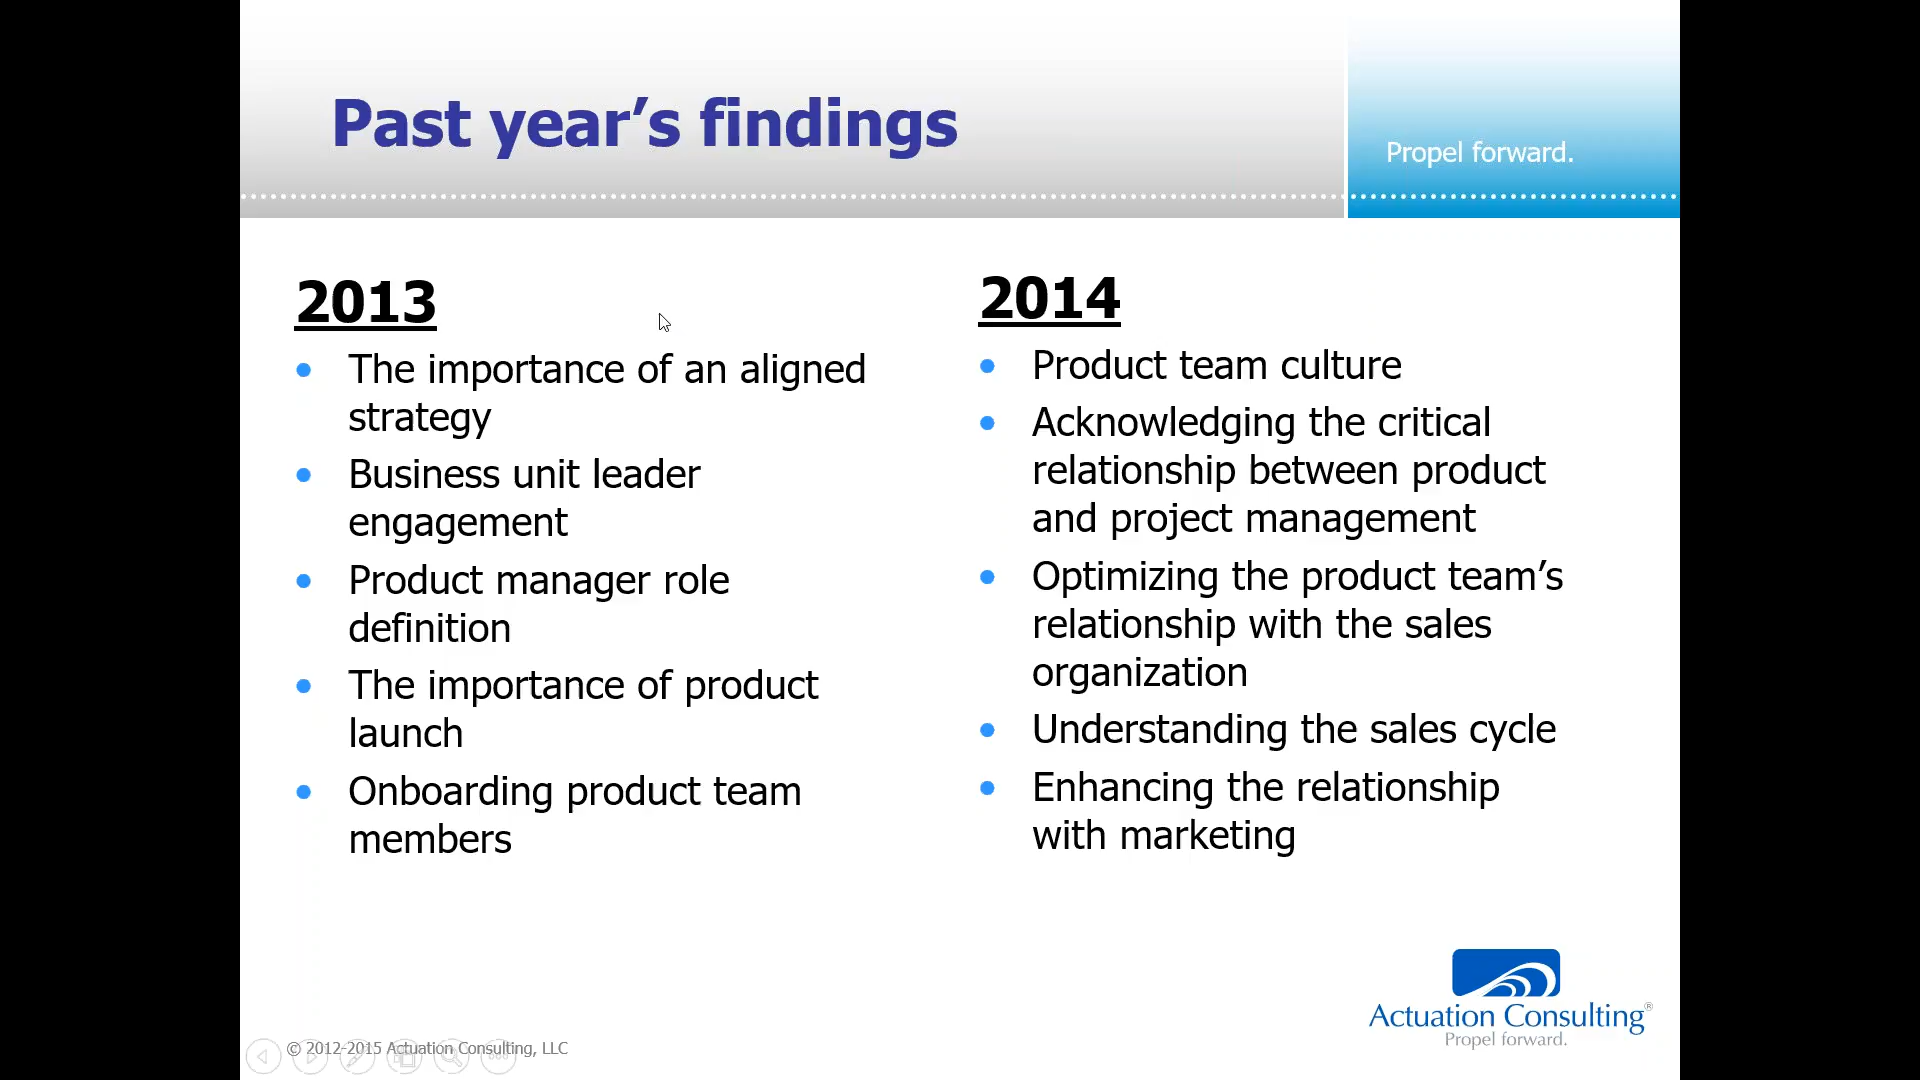 Past year’s findings
Propel forward.
2013
• The importance of an aligned
strategy
• Business unit leader
engagement
• Product manager role
definition
• The importance of product
launch
• Onboarding product team
members
2014
• Product team culture
• Acknowledging the critical
relationship between product
and project management
• Optimizing the product team’s
relationship with the sales
organization
• Understanding the sales cycle
• Enhancing the relationship
with marketing
Actuation Consulting®
Propel forward.
© 2012-2015 Actuation Consulting, LLC